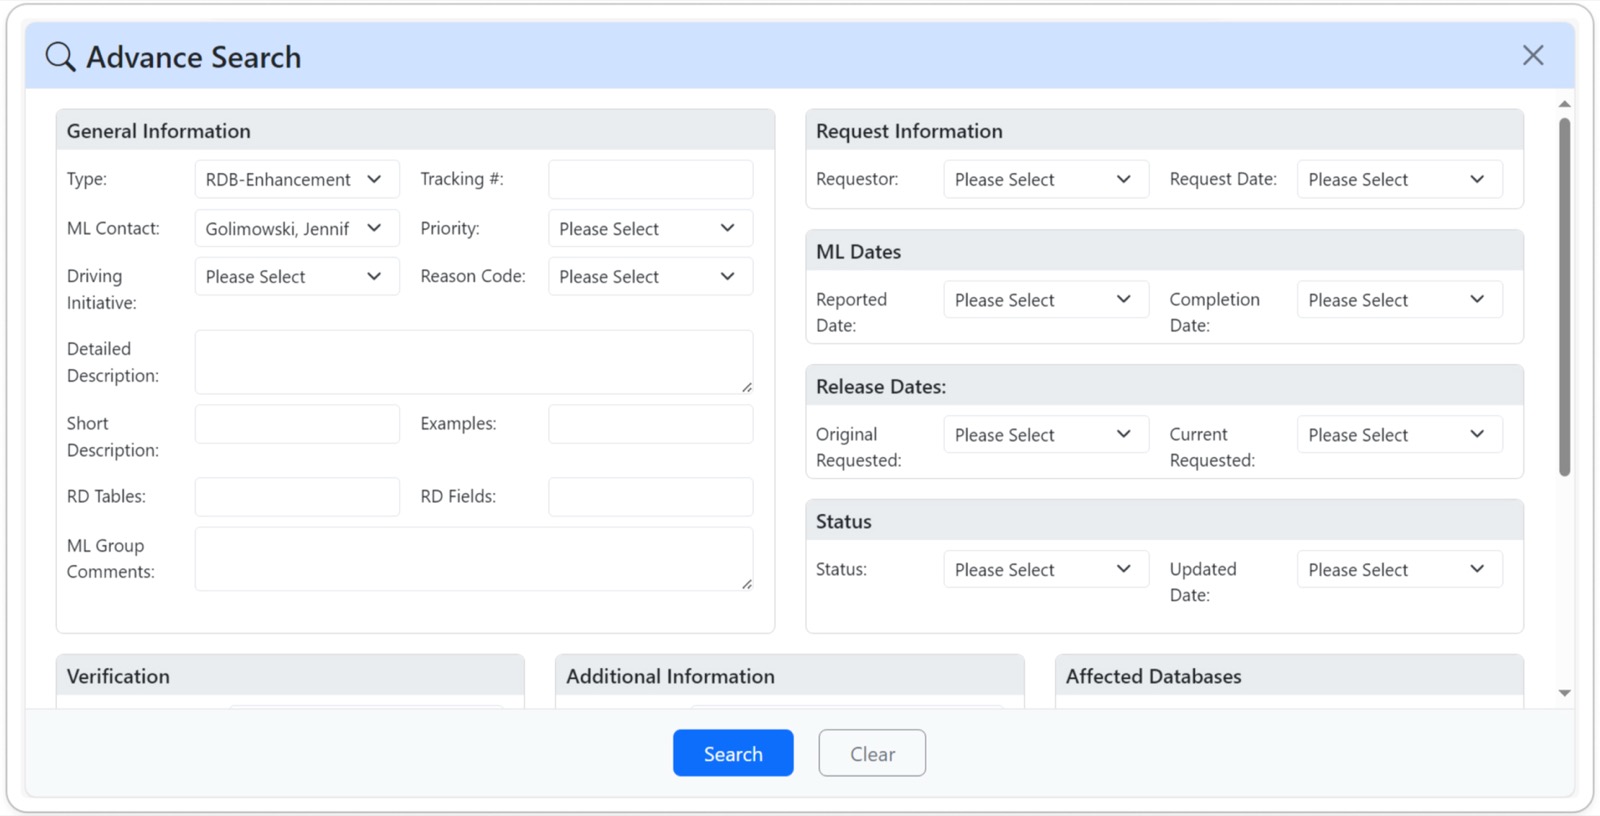 Advance Search
General Information
Type:
RDB-Enhancement
Tracking #:
ML Contact:
Golimowski, Jennif
Priority:
Please Select
Driving
Initiative:
Please Select
Reason Code:
Please Select
Detailed
Description:
Short
Description:
Examples:
RD Tables:
RD Fields:
ML Group
Comments:
Request Information
Requestor:
Please Select
Request Date:
Please Select
ML Dates
Reported
Date:
Please Select
Completion
Date:
Please Select
Release Dates:
Original
Requested:
Please Select
Current
Requested:
Please Select
Status
Status:
Please Select
Updated
Date:
Please Select
Verification
Additional Information
Affected Databases
Search
Clear